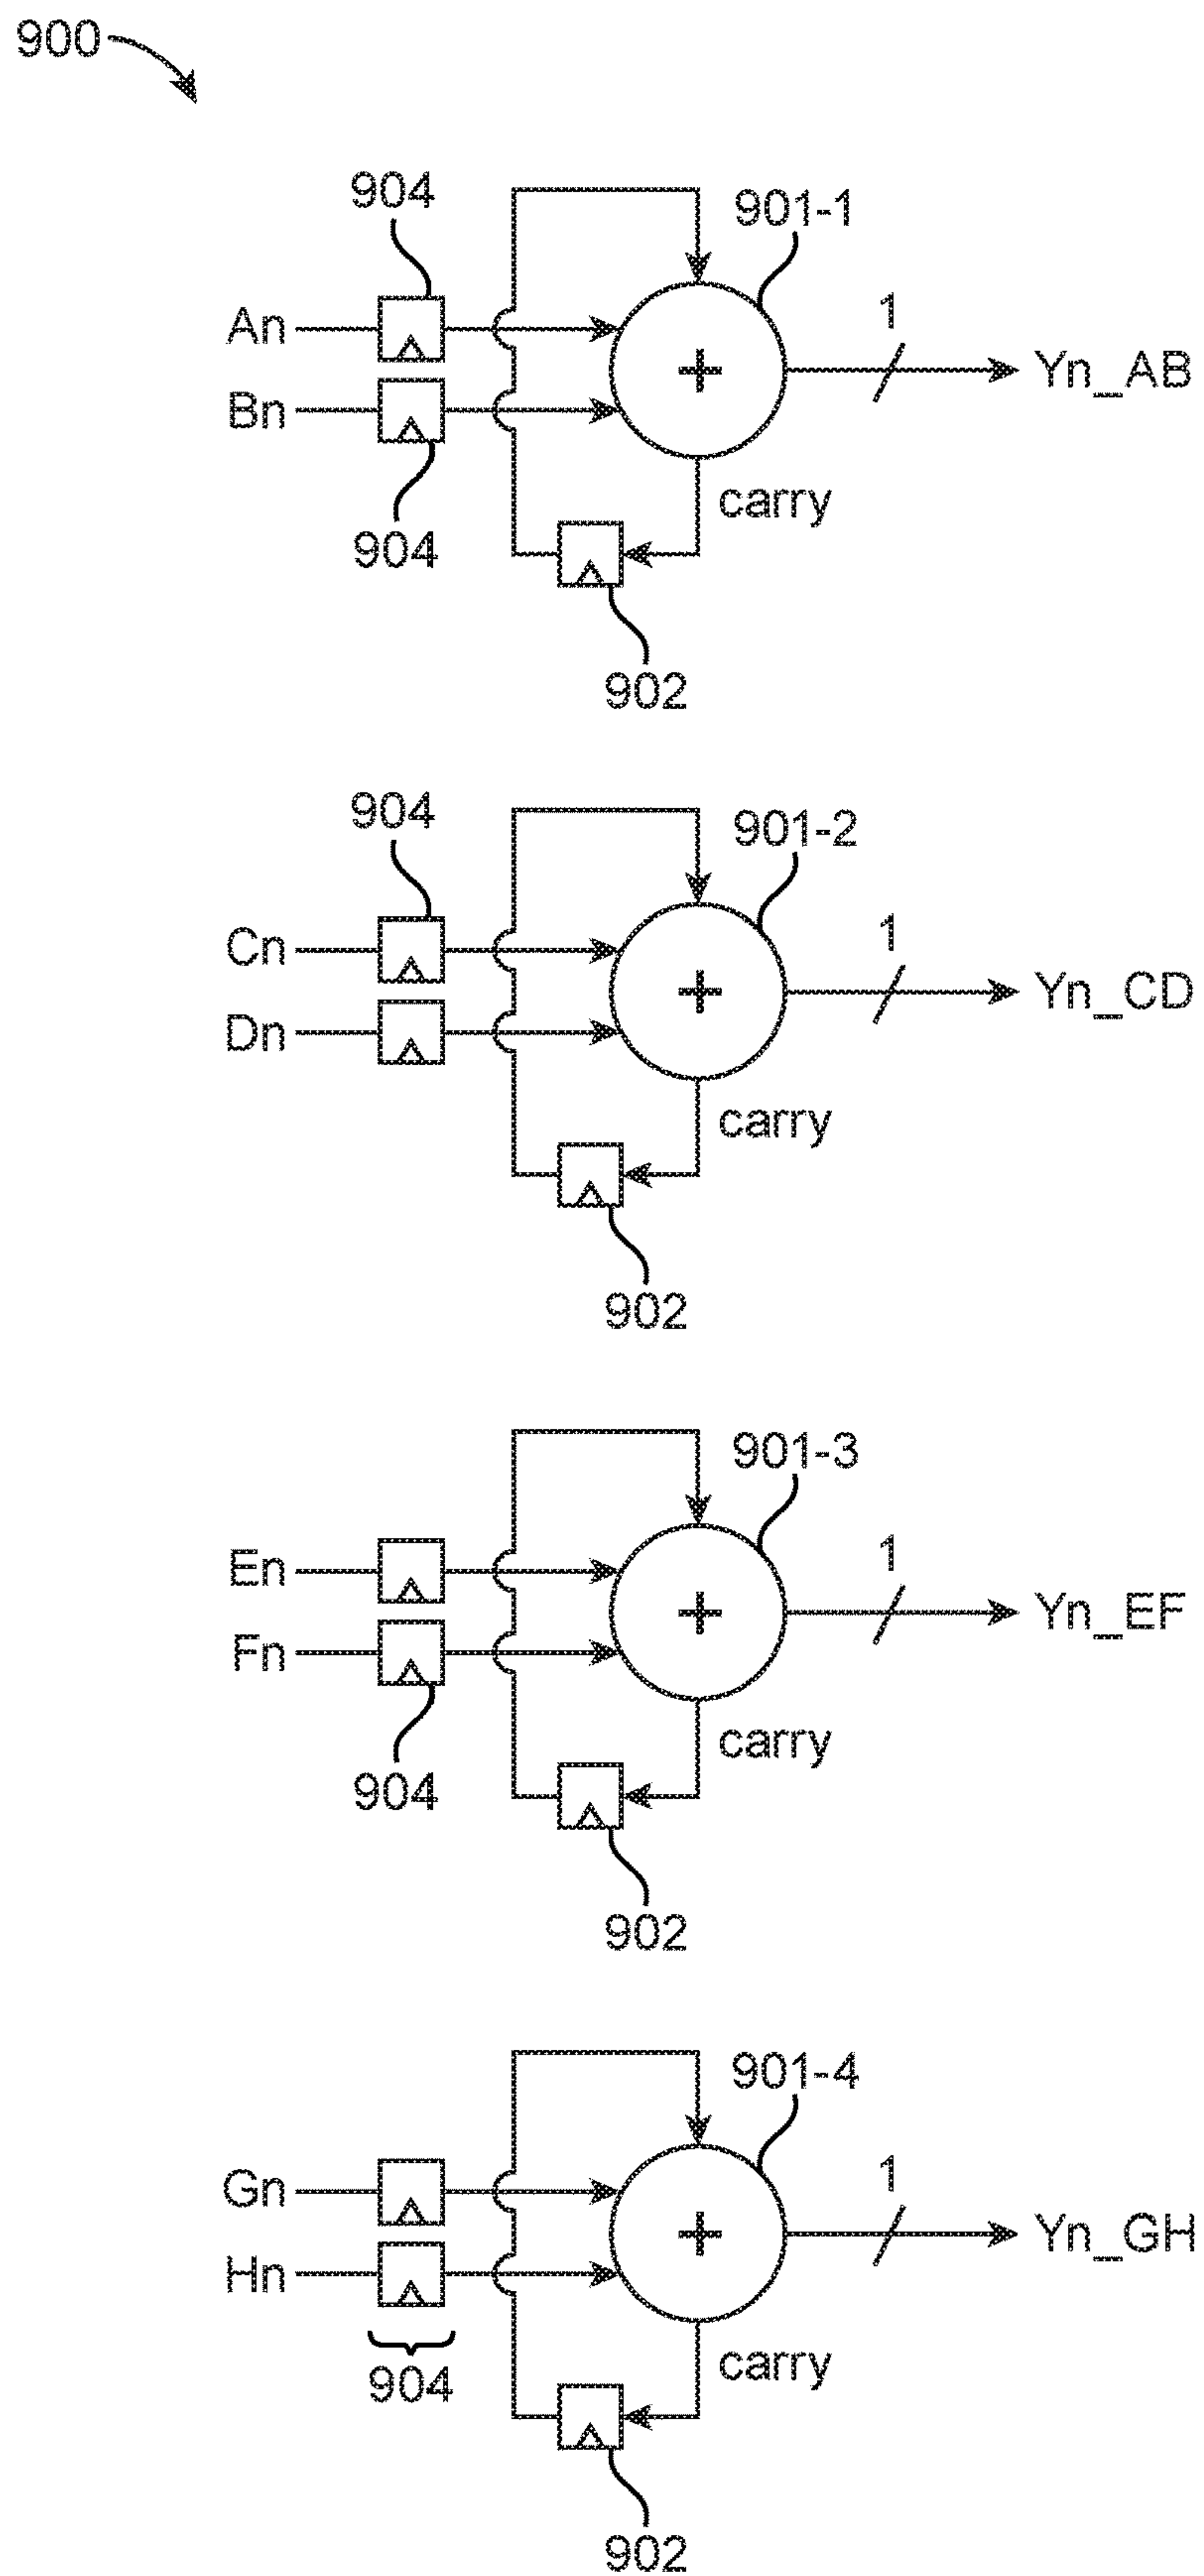 900
904
901-1
An
1
Yn_AB
Bn
+
carry
904
902
904
901-2
Cn
1
Yn_CD
Dn
+
carry
902
901-3
En
1
Yn_EF
Fn
+
carry
904
902
901-4
Gn
1
Yn_GH
Hn
+
carry
904
902